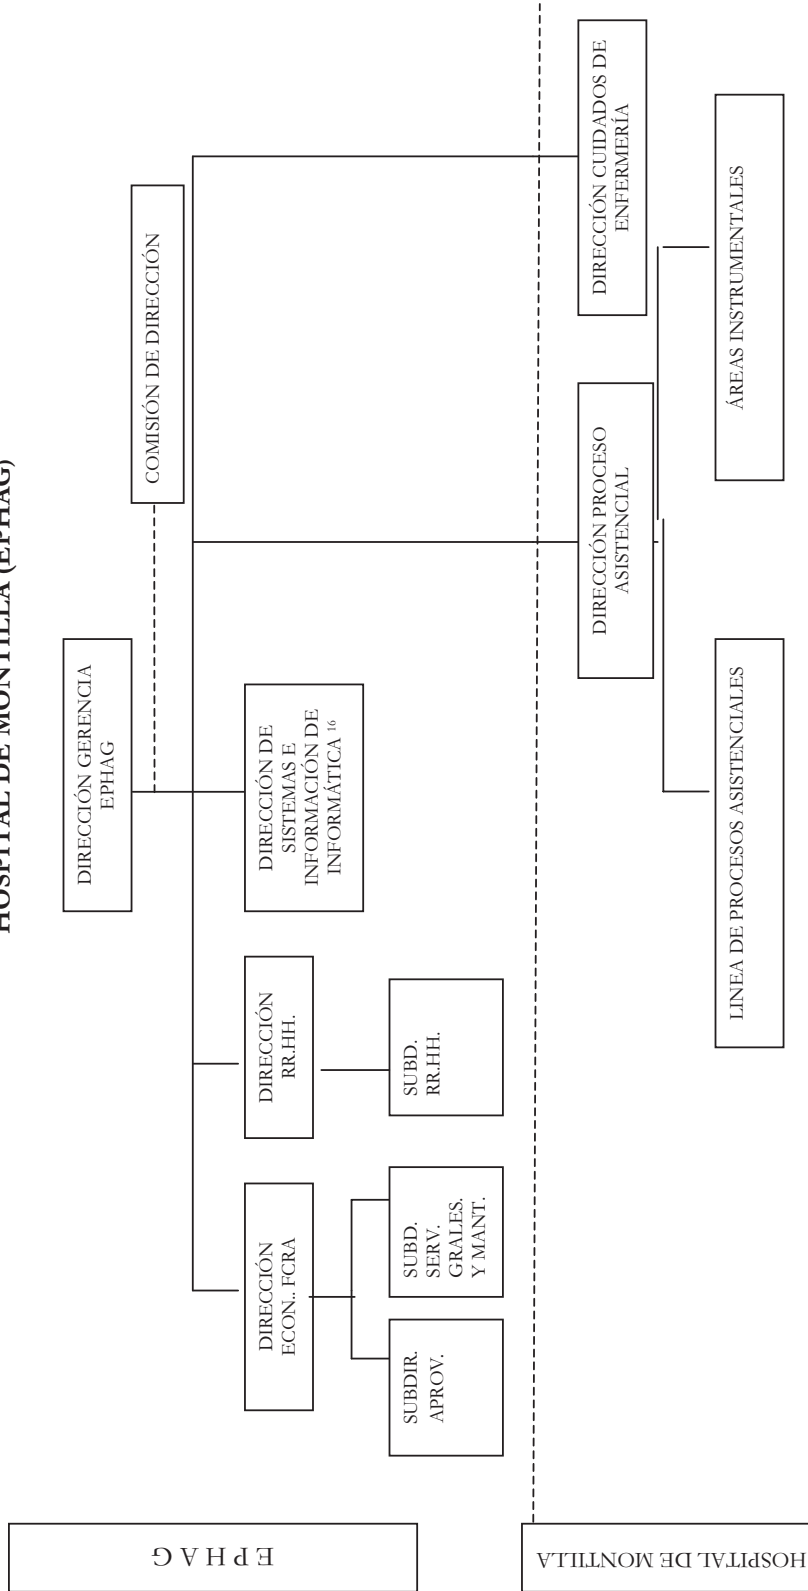 HOSPITAL DE MONTILLA (EPHAG)
DIRECCIÓN GERENCIA
EPHAG
COMISIÓN DE DIRECCIÓN
DIRECCIÓN
ECON.. FCRA
DIRECCIÓN
RR.HH.
DIRECCIÓN DE
SISTEMAS E
INFORMACIÓN DE
INFORMÁTICA 16
SUBDIR.
APROV.
SUBD.
SERV.
GRALES.
Y MANT.
SUBD.
RR.HH.
DIRECCIÓN PROCESO
ASISTENCIAL
DIRECCIÓN CUIDADOS DE
ENFERMERÍA
LINEA DE PROCESOS ASISTENCIALES
ÁREAS INSTRUMENTALES
E P H A G
HOSPITAL DE MONTILLA